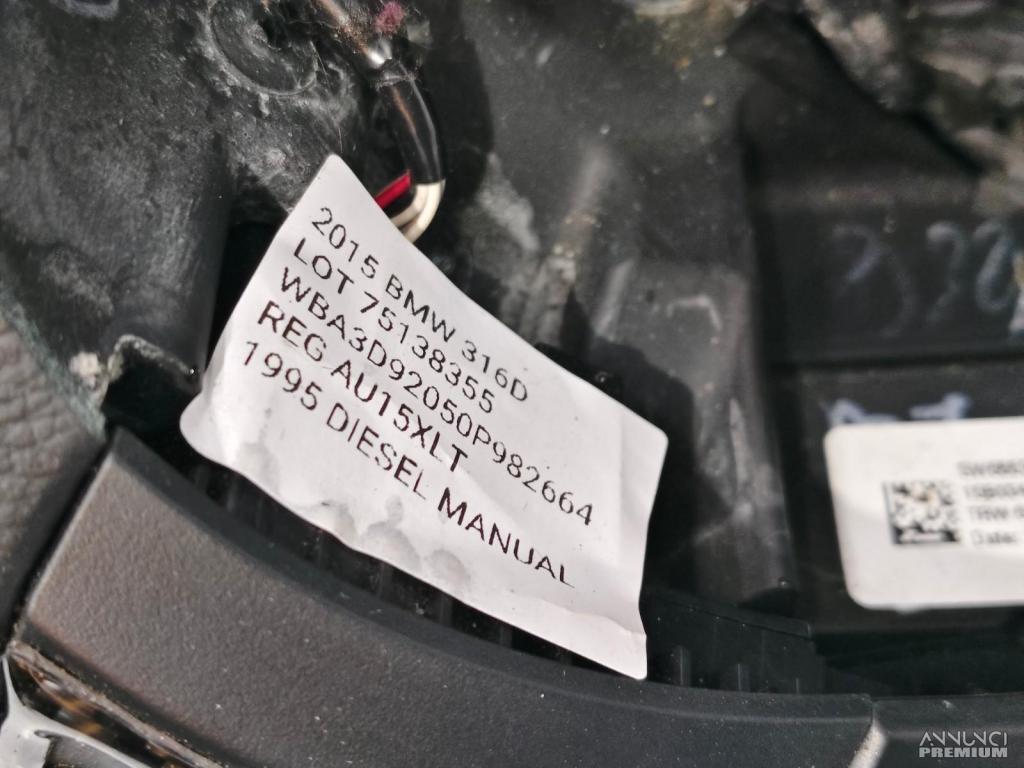 2015 BMW 316D
LOT 75138355
WBA3D92050P982664
REG AU15XLT
1995 DIESEL MANUAL
ANNUNCI
PREMIUM